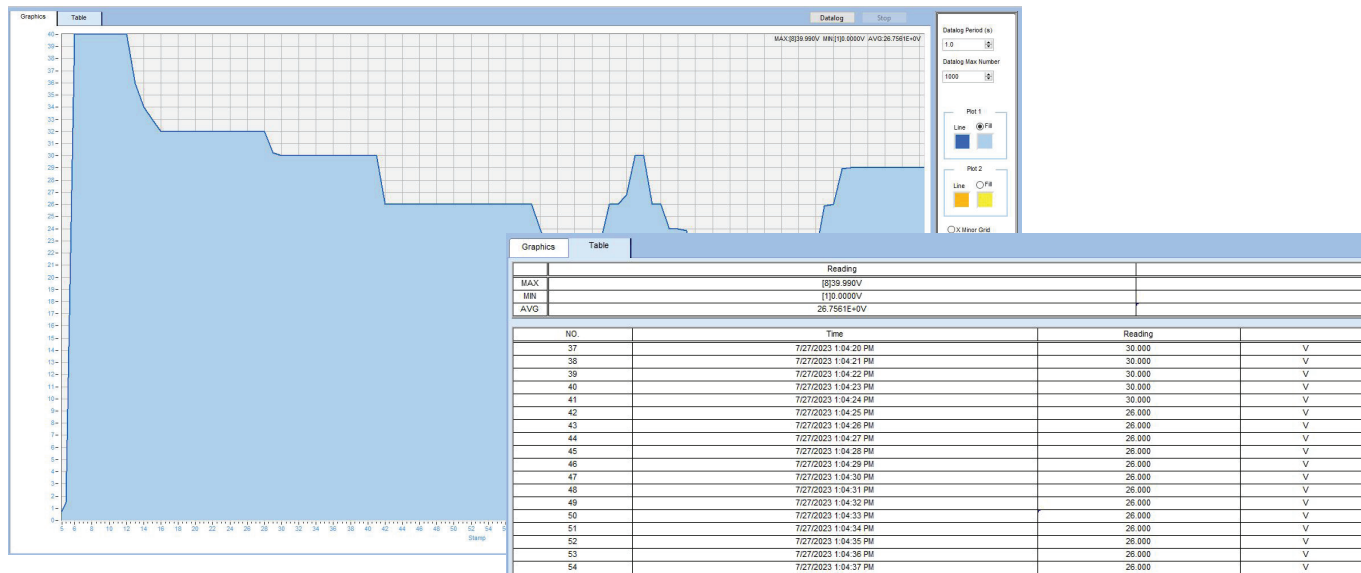 Graphics Table Datalog Stop
MAX:[8]39.990V MIN:[1]0.0000V AVG:26.7561E+0V
40
39
38
37
36
35
34
33
32
31
30
29
28
27
26
25
24
23
22
21
20
19
18
17
16
15
14
13
12
11
10
9
8
7
6
5
4
3
2
1
0
5 6 8 10 12 14 16 18 20 22 24 26 28 30 32 34 36 38 40 42 44 46 48 50 52 54
Stamp
Datalog Period (s)
1.0
Datalog Max Number
1000
Plot 1
Line Fill
Plot 2
Line Fill
X Minor Grid
Graphics Table
Reading
MAX [8]39.990V
MIN [1]0.0000V
AVG 26.7561E+0V
NO. Time Reading
37 7/27/2023 1:04:20 PM 30.000 V
38 7/27/2023 1:04:21 PM 30.000 V
39 7/27/2023 1:04:22 PM 30.000 V
40 7/27/2023 1:04:23 PM 30.000 V
41 7/27/2023 1:04:24 PM 30.000 V
42 7/27/2023 1:04:25 PM 26.000 V
43 7/27/2023 1:04:26 PM 26.000 V
44 7/27/2023 1:04:27 PM 26.000 V
45 7/27/2023 1:04:28 PM 26.000 V
46 7/27/2023 1:04:29 PM 26.000 V
47 7/27/2023 1:04:30 PM 26.000 V
48 7/27/2023 1:04:31 PM 26.000 V
49 7/27/2023 1:04:32 PM 26.000 V
50 7/27/2023 1:04:33 PM 26.000 V
51 7/27/2023 1:04:34 PM 26.000 V
52 7/27/2023 1:04:35 PM 26.000 V
53 7/27/2023 1:04:36 PM 26.000 V
54 7/27/2023 1:04:37 PM 26.000 V